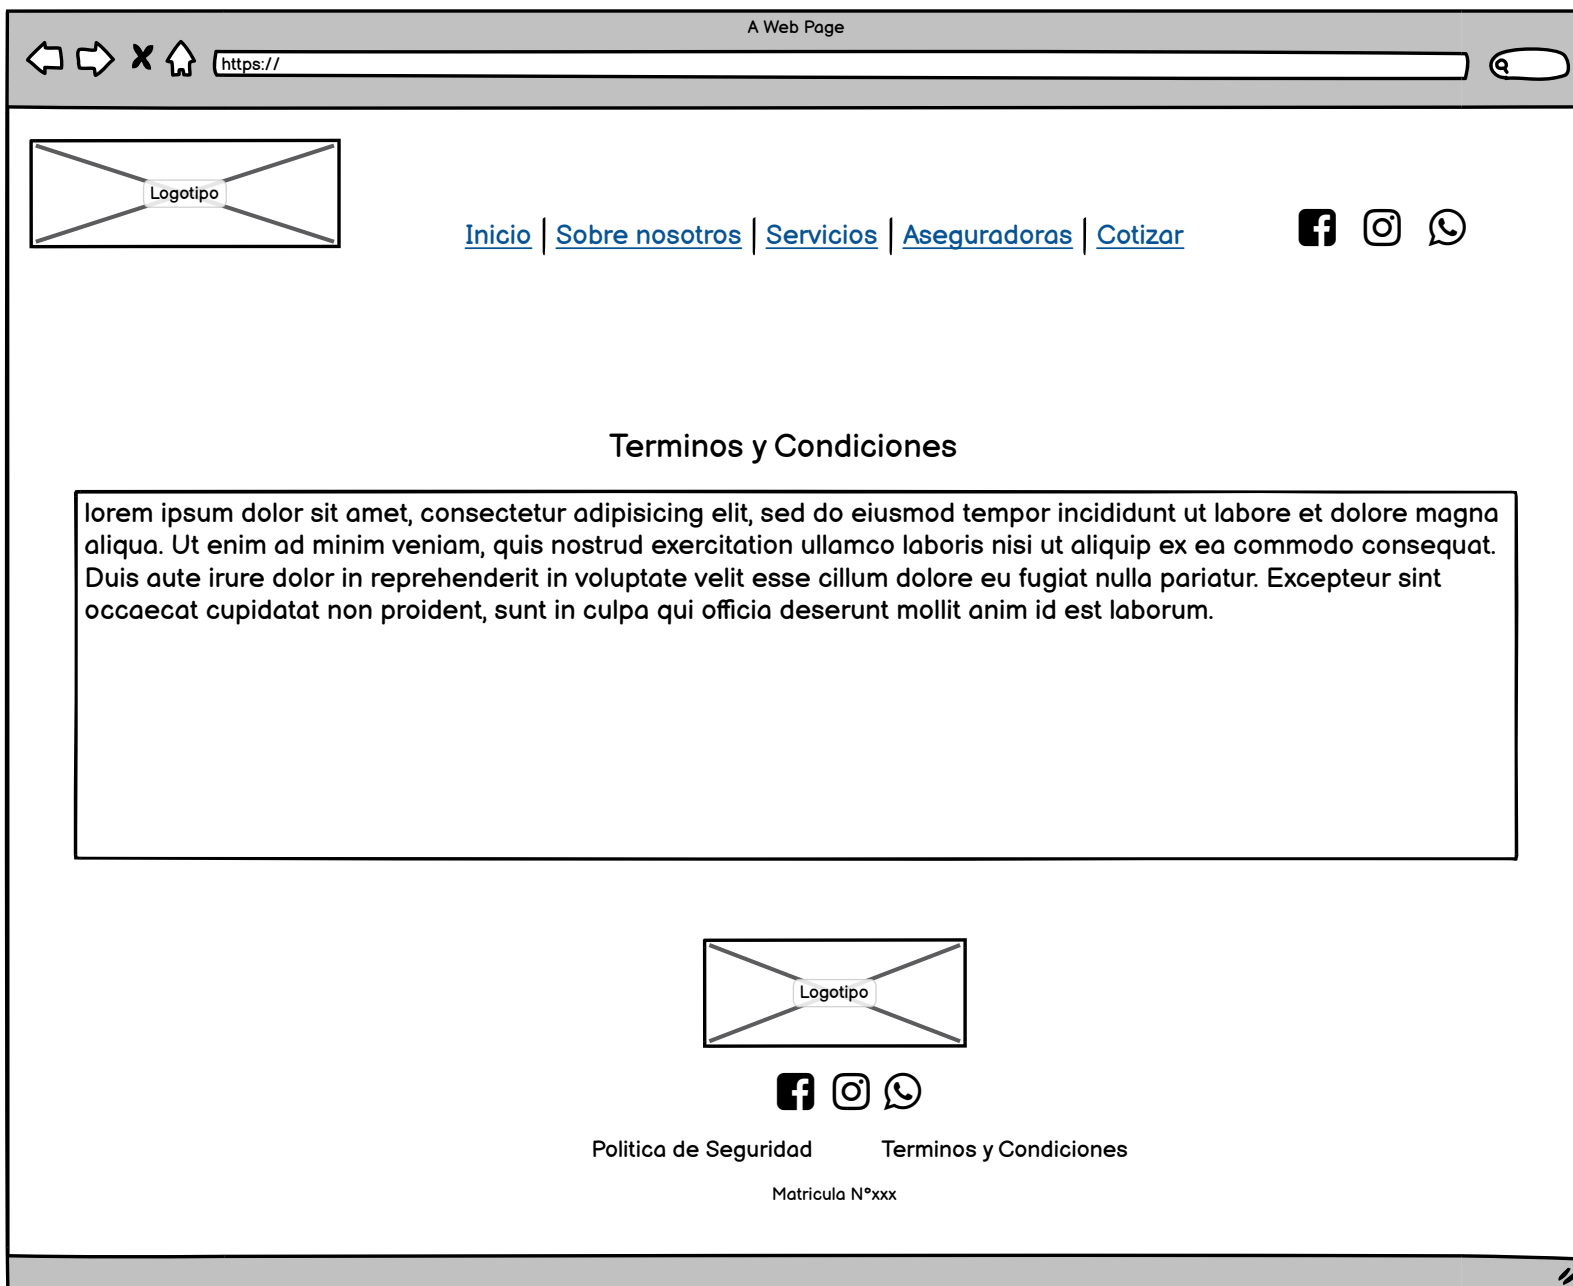 A Web Page
https://
Logotipo
Inicio | Sobre nosotros | Servicios | Aseguradoras | Cotizar
Terminos y Condiciones
lorem ipsum dolor sit amet, consectetur adipisicing elit, sed do eiusmod tempor incididunt ut labore et dolore magna
aliqua. Ut enim ad minim veniam, quis nostrud exercitation ullamco laboris nisi ut aliquip ex ea commodo consequat.
Duis aute irure dolor in reprehenderit in voluptate velit esse cillum dolore eu fugiat nulla pariatur. Excepteur sint
occaecat cupidatat non proident, sunt in culpa qui officia deserunt mollit anim id est laborum.
Logotipo
Politica de Seguridad Terminos y Condiciones
Matricula N°xxx